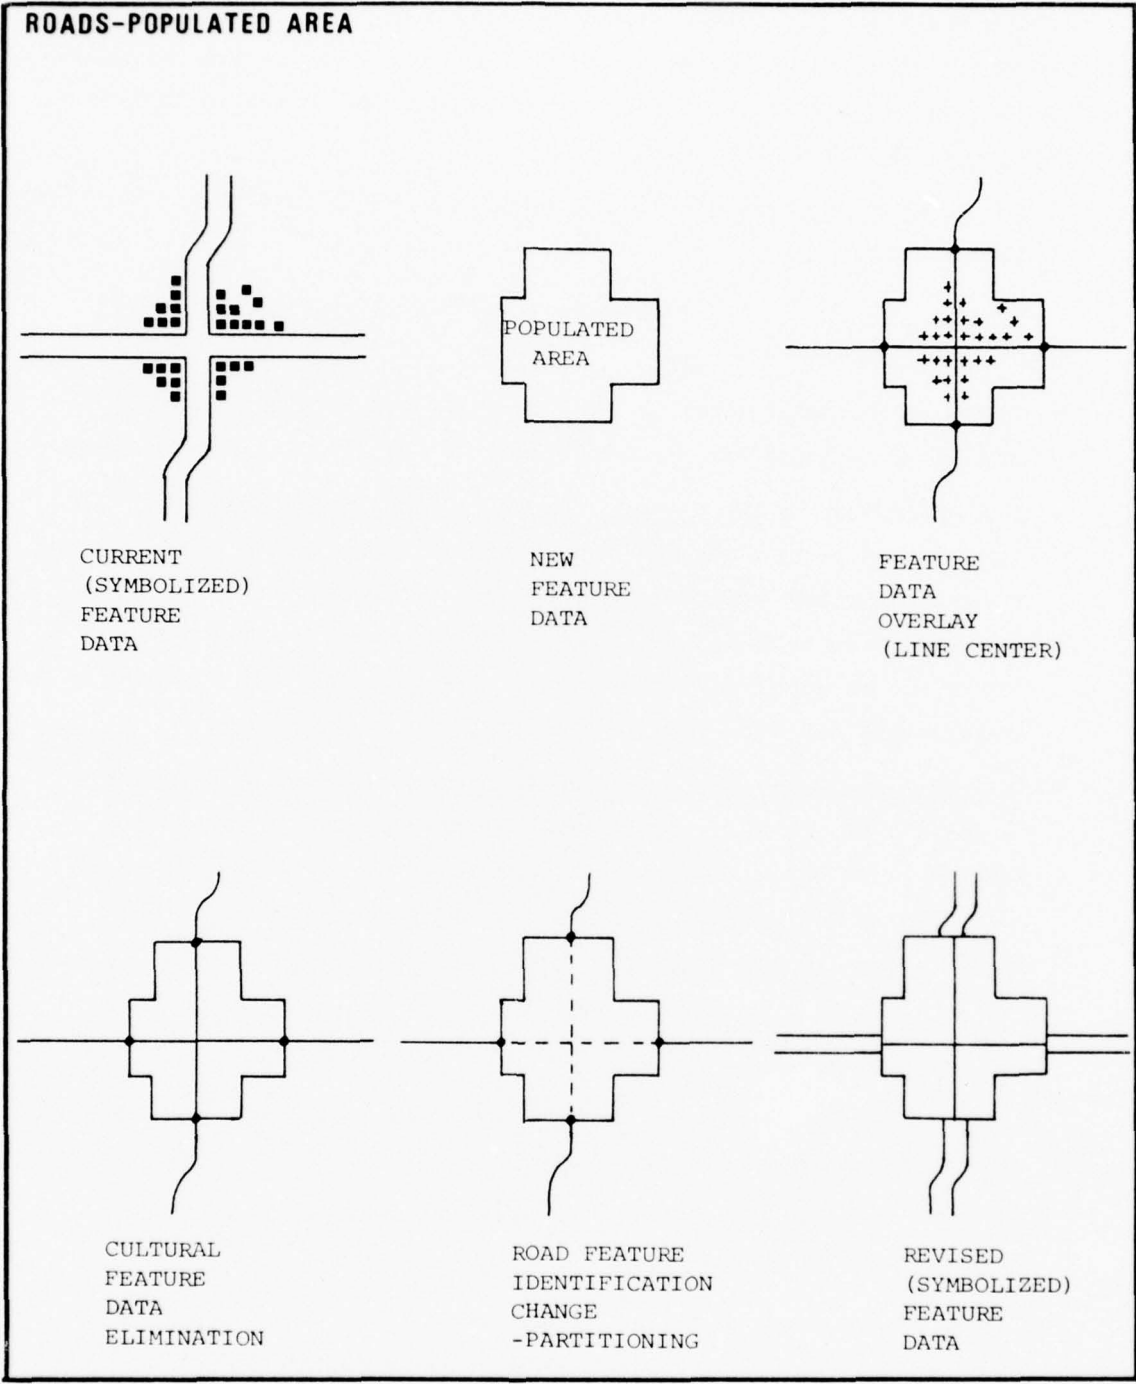 ROADS-POPULATED AREA
POPULATED
AREA
CURRENT
(SYMBOLIZED)
FEATURE
DATA
NEW
FEATURE
DATA
FEATURE
DATA
OVERLAY
(LINE CENTER)
CULTURAL
FEATURE
DATA
ELIMINATION
ROAD FEATURE
IDENTIFICATION
CHANGE
-PARTITIONING
REVISED
(SYMBOLIZED)
FEATURE
DATA